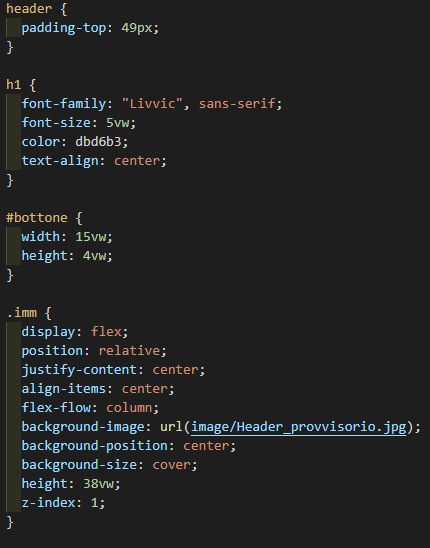 header {
padding-top: 49px;
}
h1 {
font-family: "Livvic", sans-serif;
font-size: 5vw;
color: dbd6b3;
text-align: center;
}
#bottone {
width: 15vw;
height: 4vw;
}
.imm {
display: flex;
position: relative;
justify-content: center;
align-items: center;
flex-flow: column;
background-image: url(image/Header_provvisorio.jpg);
background-position: center;
background-size: cover;
height: 38vw;
z-index: 1;
}